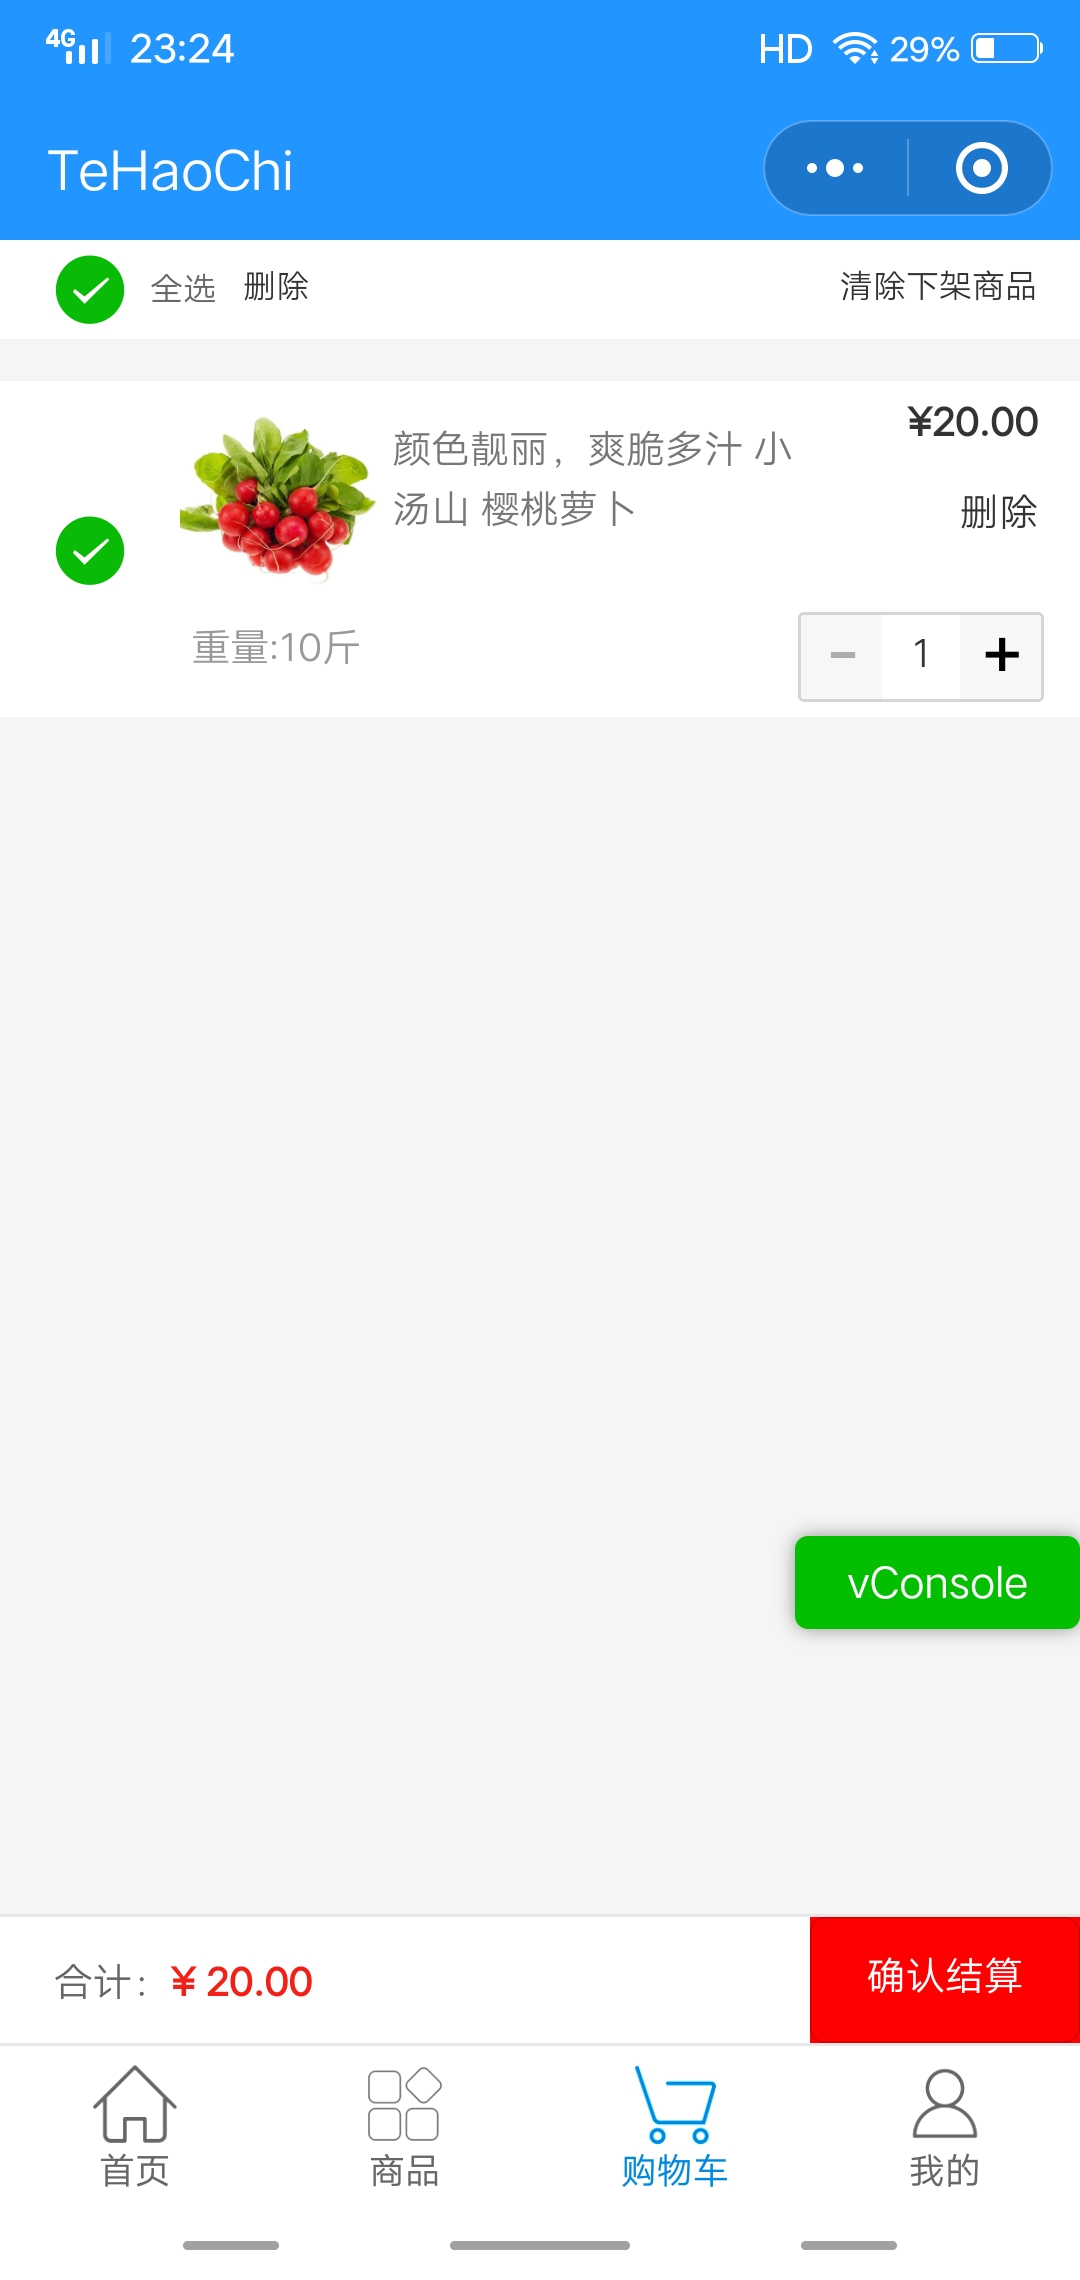 4G 23:24 HD 29%
TeHaoChi
全选 删除 清除下架商品
¥20.00
颜色靓丽，爽脆多汁 小
汤山 樱桃萝卜
删除
重量:10斤
1
vConsole
合计：¥ 20.00 确认结算
首页 商品 购物车 我的